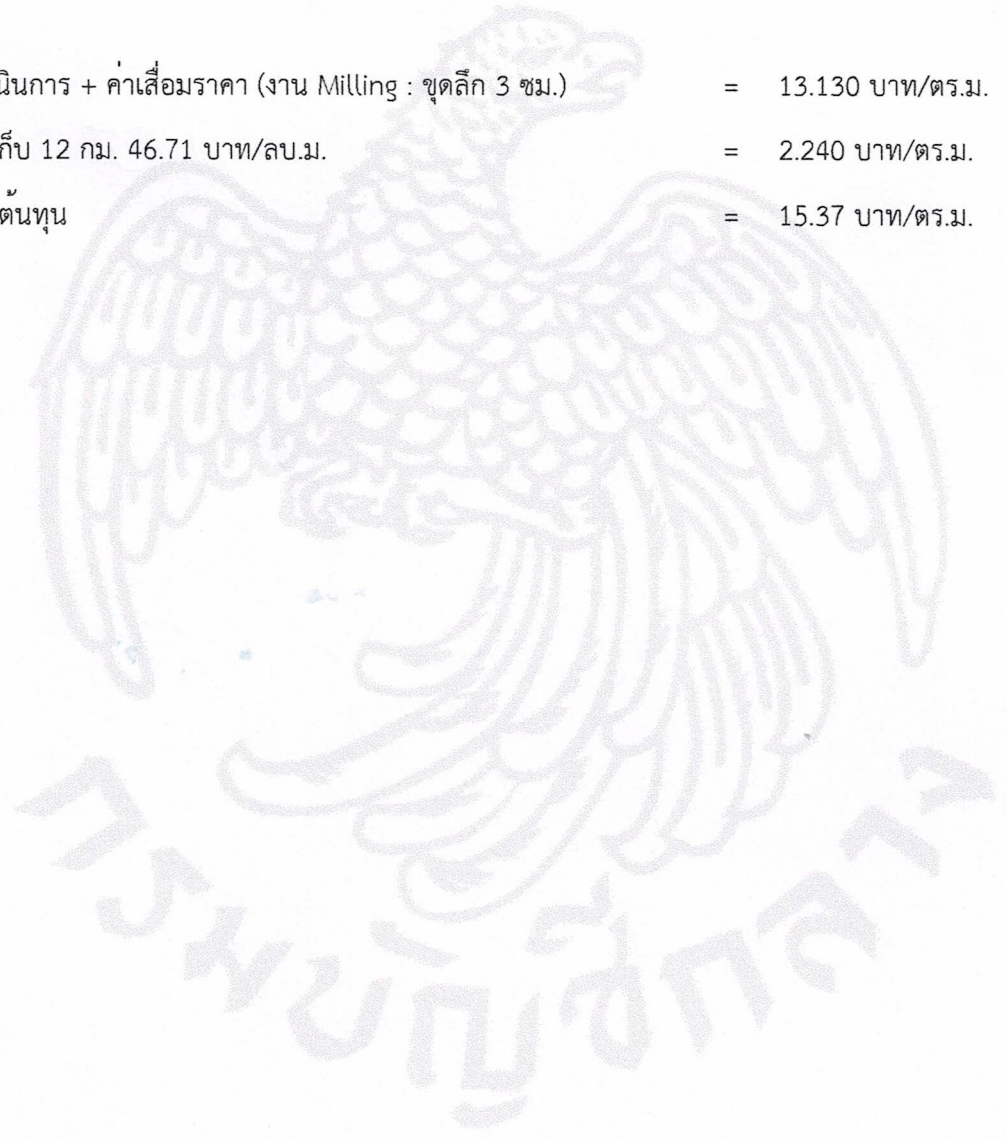 นินการ + ค่าเสื่อมราคา (งาน Milling : ขุดลึก 3 ซม.) = 13.130 บาท/ตร.ม.
ก็บ 12 กม. 46.71 บาท/ลบ.ม. = 2.240 บาท/ตร.ม.
ต้นทุน = 15.37 บาท/ตร.ม.
กรมบัญชีกลาง